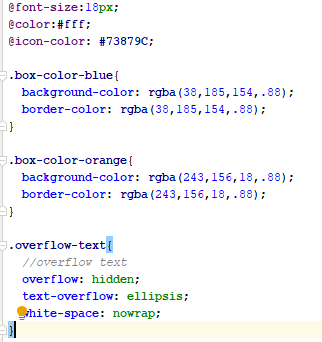 @font-size:18px;
@color:#fff;
@icon-color: #73879C;
.box-color-blue{
background-color: rgba(38,185,154,.88);
border-color: rgba(38,185,154,.88);
}
.box-color-orange{
background-color: rgba(243,156,18,.88);
border-color: rgba(243,156,18,.88);
}
.overflow-text{
//overflow text
overflow: hidden;
text-overflow: ellipsis;
white-space: nowrap;
}